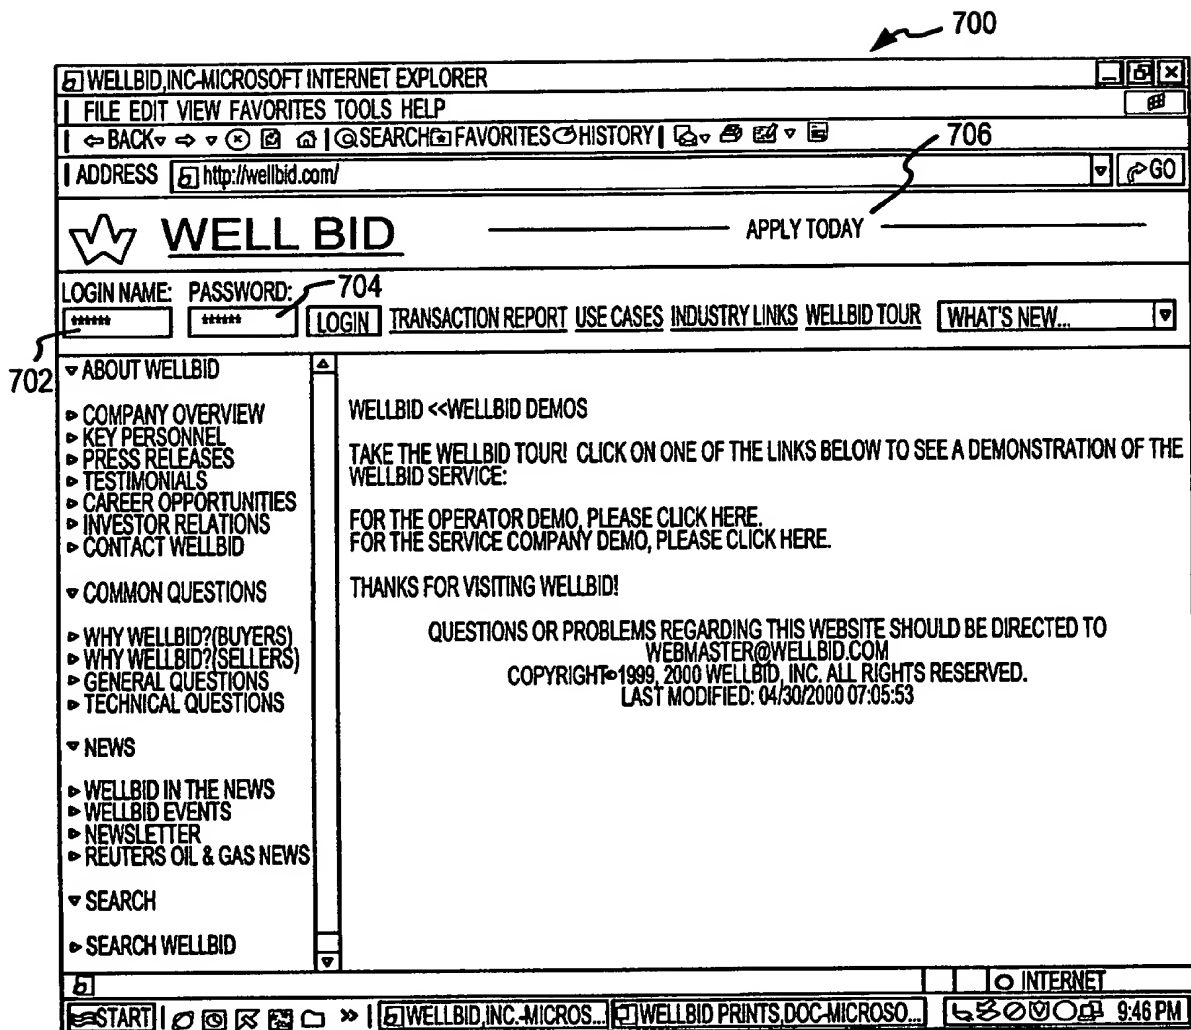 700
WELLBID,INC-MICROSOFT INTERNET EXPLORER
FILE EDIT VIEW FAVORITES TOOLS HELP
BACK SEARCH FAVORITES HISTORY
706
ADDRESS http://wellbid.com/ GO
WELL BID APPLY TODAY
LOGIN NAME: PASSWORD: 704
****** ****** LOGIN TRANSACTION REPORT USE CASES INDUSTRY LINKS WELLBID TOUR WHAT'S NEW...
702
ABOUT WELLBID
COMPANY OVERVIEW
KEY PERSONNEL
PRESS RELEASES
TESTIMONIALS
CAREER OPPORTUNITIES
INVESTOR RELATIONS
CONTACT WELLBID
COMMON QUESTIONS
WHY WELLBID?(BUYERS)
WHY WELLBID?(SELLERS)
GENERAL QUESTIONS
TECHNICAL QUESTIONS
NEWS
WELLBID IN THE NEWS
WELLBID EVENTS
NEWSLETTER
REUTERS OIL & GAS NEWS
SEARCH
SEARCH WELLBID
WELLBID <<WELLBID DEMOS
TAKE THE WELLBID TOUR! CLICK ON ONE OF THE LINKS BELOW TO SEE A DEMONSTRATION OF THE
WELLBID SERVICE:
FOR THE OPERATOR DEMO, PLEASE CLICK HERE.
FOR THE SERVICE COMPANY DEMO, PLEASE CLICK HERE.
THANKS FOR VISITING WELLBID!
QUESTIONS OR PROBLEMS REGARDING THIS WEBSITE SHOULD BE DIRECTED TO
WEBMASTER@WELLBID.COM
COPYRIGHT©1999, 2000 WELLBID, INC. ALL RIGHTS RESERVED.
LAST MODIFIED: 04/30/2000 07:05:53
INTERNET
START » WELLBID,INC.-MICROS... WELLBID PRINTS,DOC-MICROSO... 9:46 PM